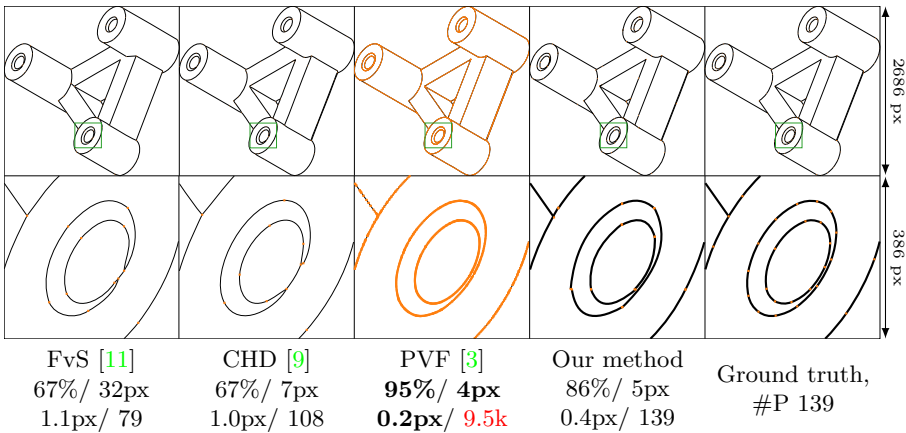 2686 px
386 px
FvS [11]
67%/ 32px
1.1px/ 79
CHD [9]
67%/ 7px
1.0px/ 108
PVF [3]
95%/ 4px
0.2px/ 9.5k
Our method
86%/ 5px
0.4px/ 139
Ground truth,
#P 139